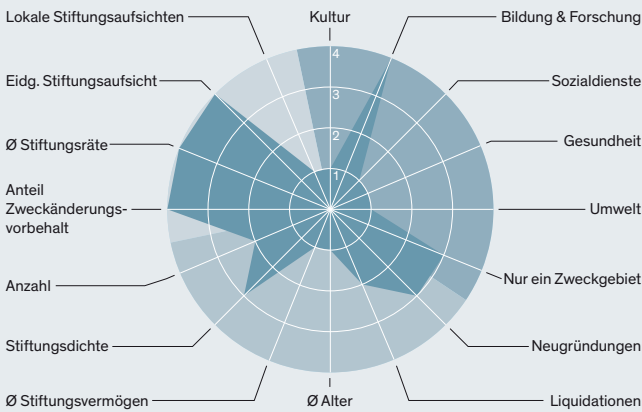 Lokale Stiftungsaufsichten
Kultur
Bildung & Forschung
Eidg. Stiftungsaufsicht
Sozialdienste
Ø Stiftungsräte
Gesundheit
Anteil
Zweckänderungs-
vorbehalt
Umwelt
Anzahl
Nur ein Zweckgebiet
Stiftungsdichte
Neugründungen
Ø Stiftungsvermögen
Ø Alter
Liquidationen
4
3
2
1